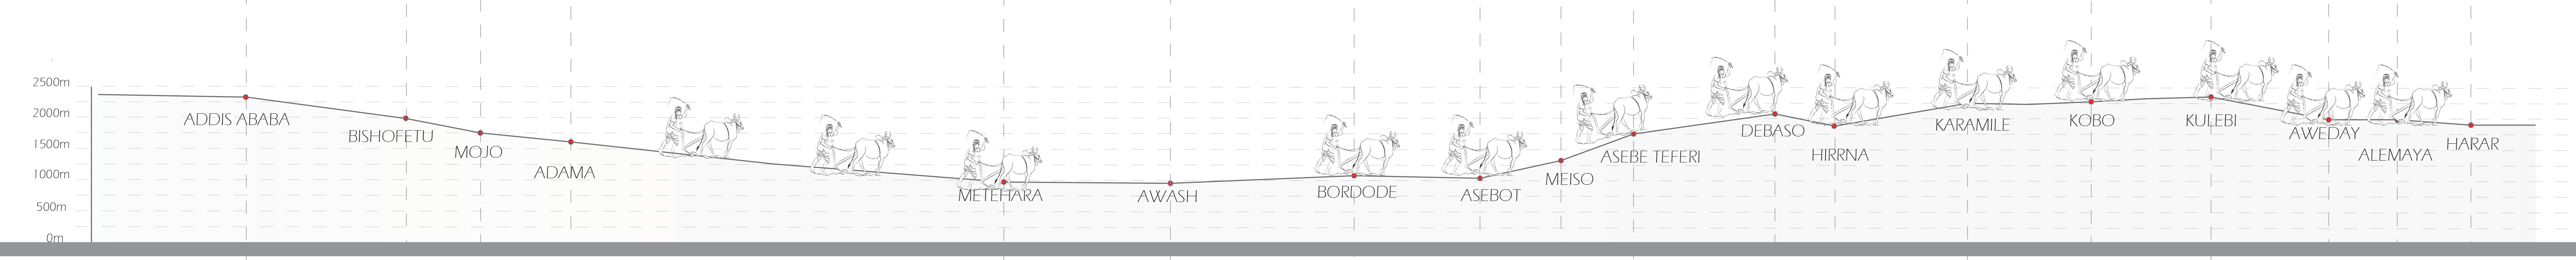 2500m
2000m
1500m
1000m
500m
0m
ADDIS ABABA
BISHOFETU
MOJO
ADAMA
METEHARA
AWASH
BORDODE
ASEBOT
MEISO
ASEBE TEFERI
DEBASO
HIRRNA
KARAMILE
KOBO
KULEBI
AWEDAY
ALEMAYA
HARAR